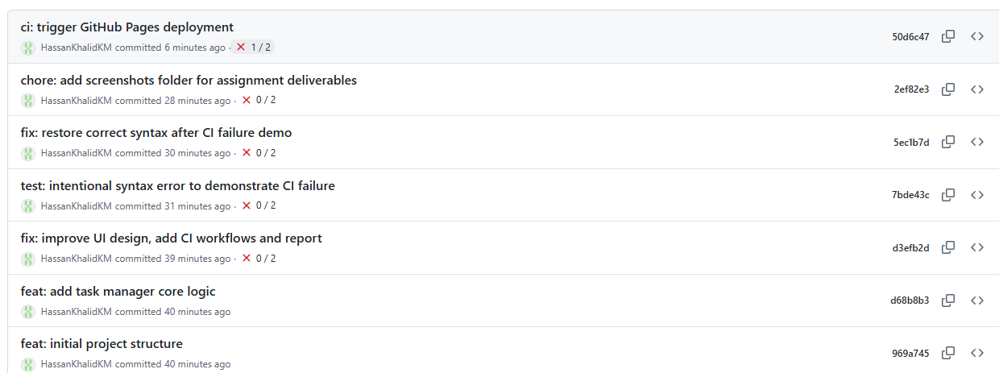 ci: trigger GitHub Pages deployment
HassanKhalidKM committed 6 minutes ago · 1 / 2
50d6c47
chore: add screenshots folder for assignment deliverables
HassanKhalidKM committed 28 minutes ago · 0 / 2
2ef82e3
fix: restore correct syntax after CI failure demo
HassanKhalidKM committed 30 minutes ago · 0 / 2
5ec1b7d
test: intentional syntax error to demonstrate CI failure
HassanKhalidKM committed 31 minutes ago · 0 / 2
7bde43c
fix: improve UI design, add CI workflows and report
HassanKhalidKM committed 39 minutes ago · 0 / 2
d3efb2d
feat: add task manager core logic
HassanKhalidKM committed 40 minutes ago
d68b8b3
feat: initial project structure
HassanKhalidKM committed 40 minutes ago
969a745